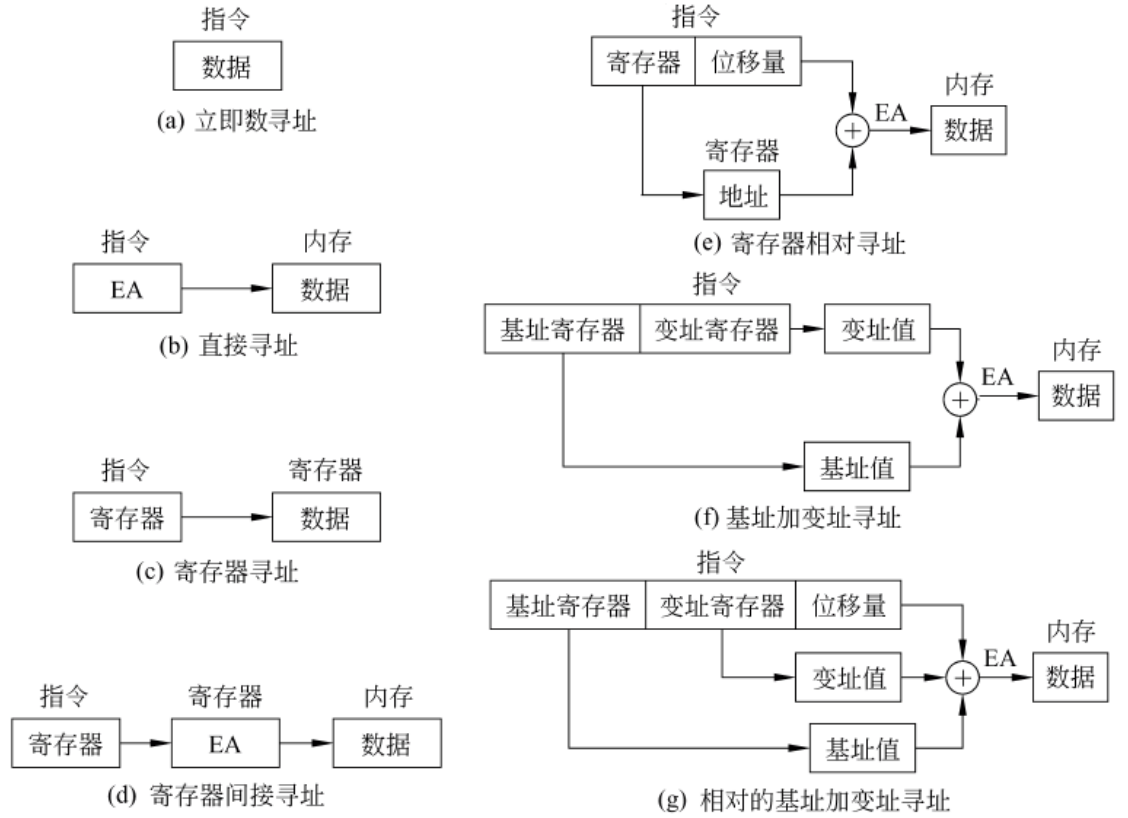 指令
数据
(a) 立即数寻址
指令 内存
EA 数据
(b) 直接寻址
指令 寄存器
寄存器 数据
(c) 寄存器寻址
指令 寄存器 内存
寄存器 EA 数据
(d) 寄存器间接寻址
指令
寄存器 位移量
内存
EA 数据
寄存器
地址
(e) 寄存器相对寻址
指令
基址寄存器 变址寄存器 变址值
内存
EA 数据
基址值
(f) 基址加变址寻址
指令
基址寄存器 变址寄存器 位移量
内存
变址值 EA 数据
基址值
(g) 相对的基址加变址寻址